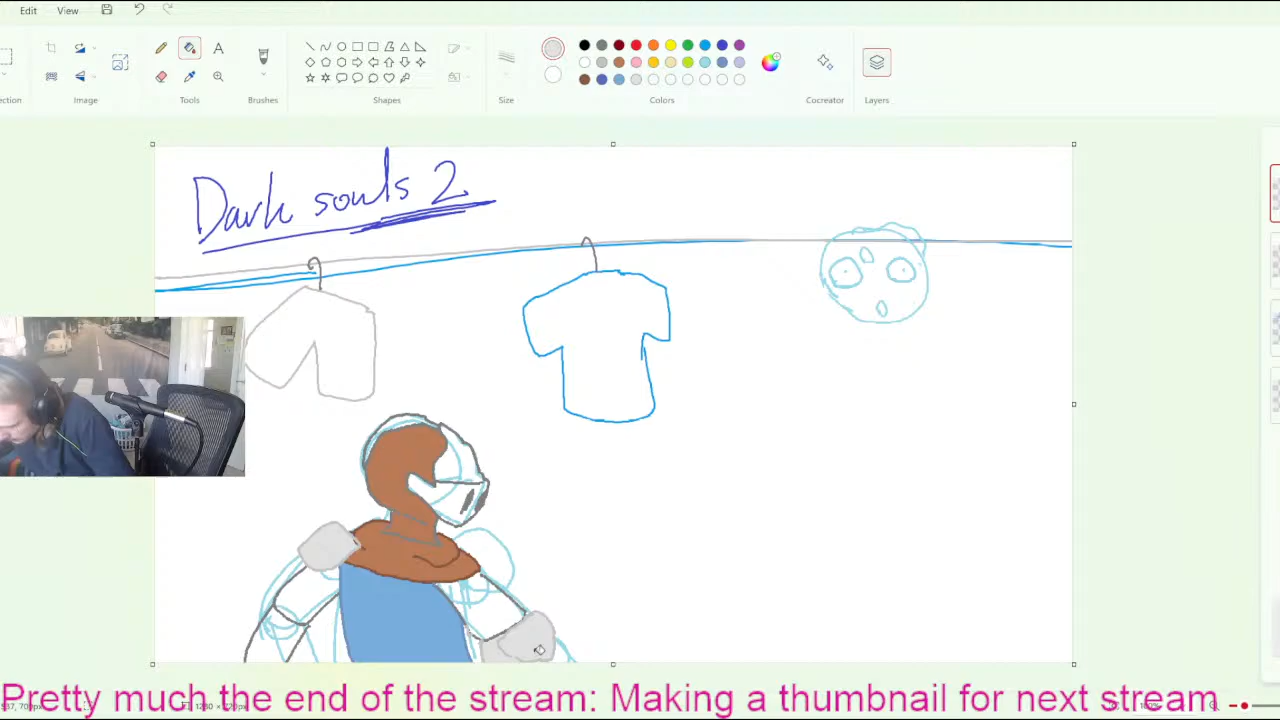 Edit View
Image
Tools
Brushes
Shapes
Size
Colors
Cocreator
Layers
Dark souls 2
Pretty much the end of the stream: Making a thumbnail for next stream